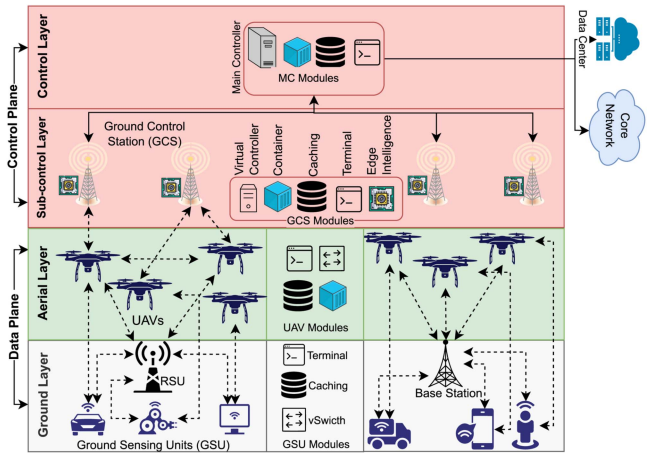 Control Plane
Data Plane
Control Layer
Main Controller
MC Modules
Data Center
Core
Network
Sub-control Layer
Ground Control
Station (GCS)
Virtual
Controller
Container
Caching
Terminal
Edge
Intelligence
GCS Modules
Aerial Layer
UAVs
UAV Modules
Ground Layer
RSU
Ground Sensing Units (GSU)
Terminal
Caching
vSwicth
GSU Modules
Base Station